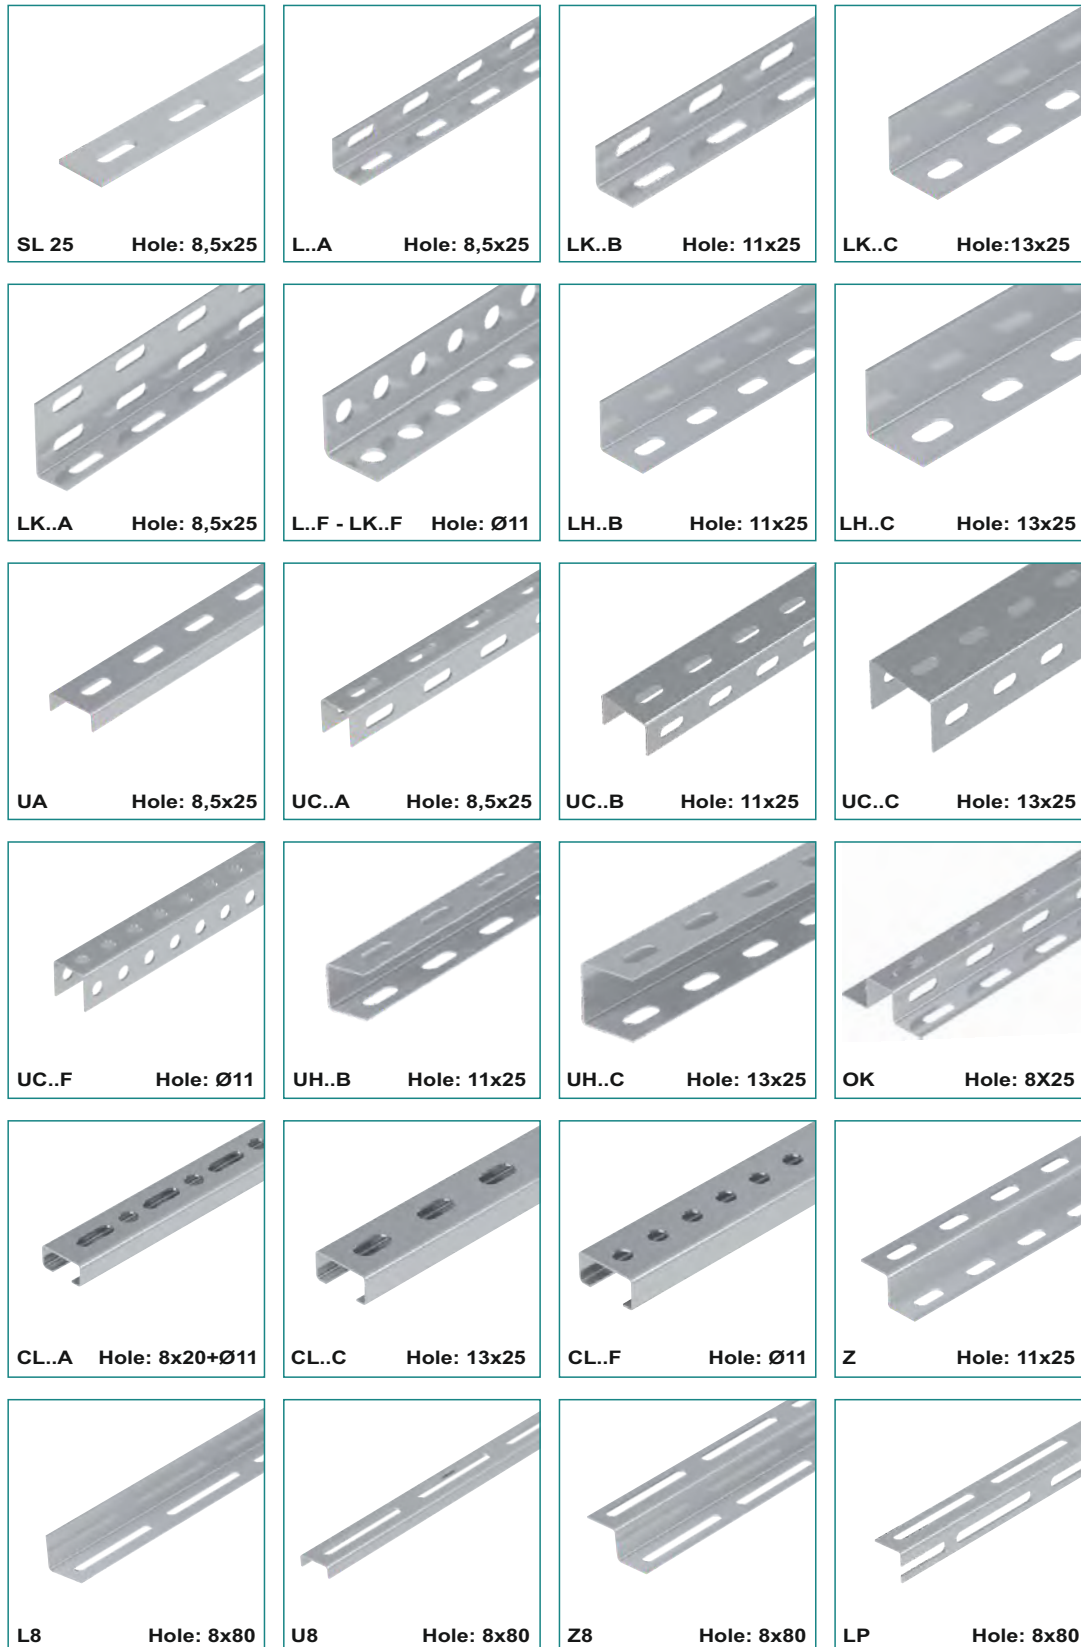 SL 25 Hole: 8,5x25
L..A Hole: 8,5x25
LK..B Hole: 11x25
LK..C Hole:13x25
LK..A Hole: 8,5x25
L..F - LK..F Hole: Ø11
LH..B Hole: 11x25
LH..C Hole: 13x25
UA Hole: 8,5x25
UC..A Hole: 8,5x25
UC..B Hole: 11x25
UC..C Hole: 13x25
UC..F Hole: Ø11
UH..B Hole: 11x25
UH..C Hole: 13x25
OK Hole: 8X25
CL..A Hole: 8x20+Ø11
CL..C Hole: 13x25
CL..F Hole: Ø11
Z Hole: 11x25
L8 Hole: 8x80
U8 Hole: 8x80
Z8 Hole: 8x80
LP Hole: 8x80